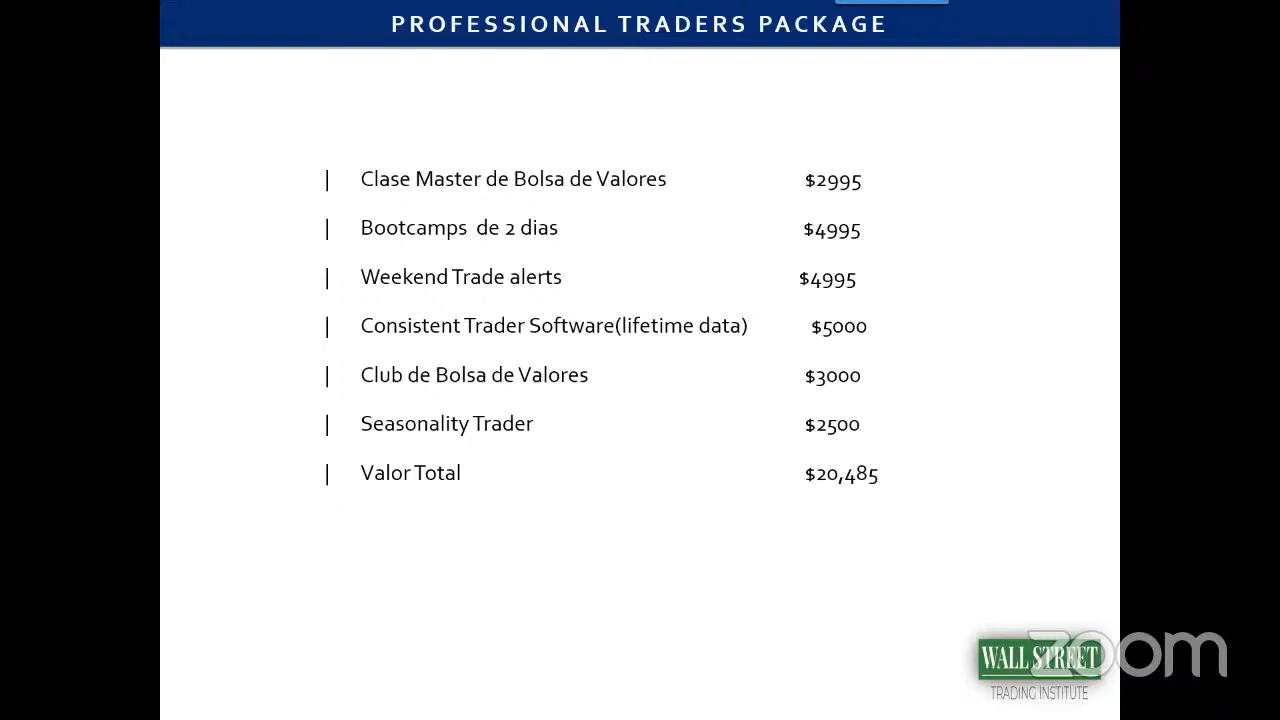 PROFESSIONAL TRADERS PACKAGE
| Clase Master de Bolsa de Valores $2995
| Bootcamps de 2 dias $4995
| Weekend Trade alerts $4995
| Consistent Trader Software(lifetime data) $5000
| Club de Bolsa de Valores $3000
| Seasonality Trader $2500
| Valor Total $20,485
WALL STREET
TRADING INSTITUTE
zoom